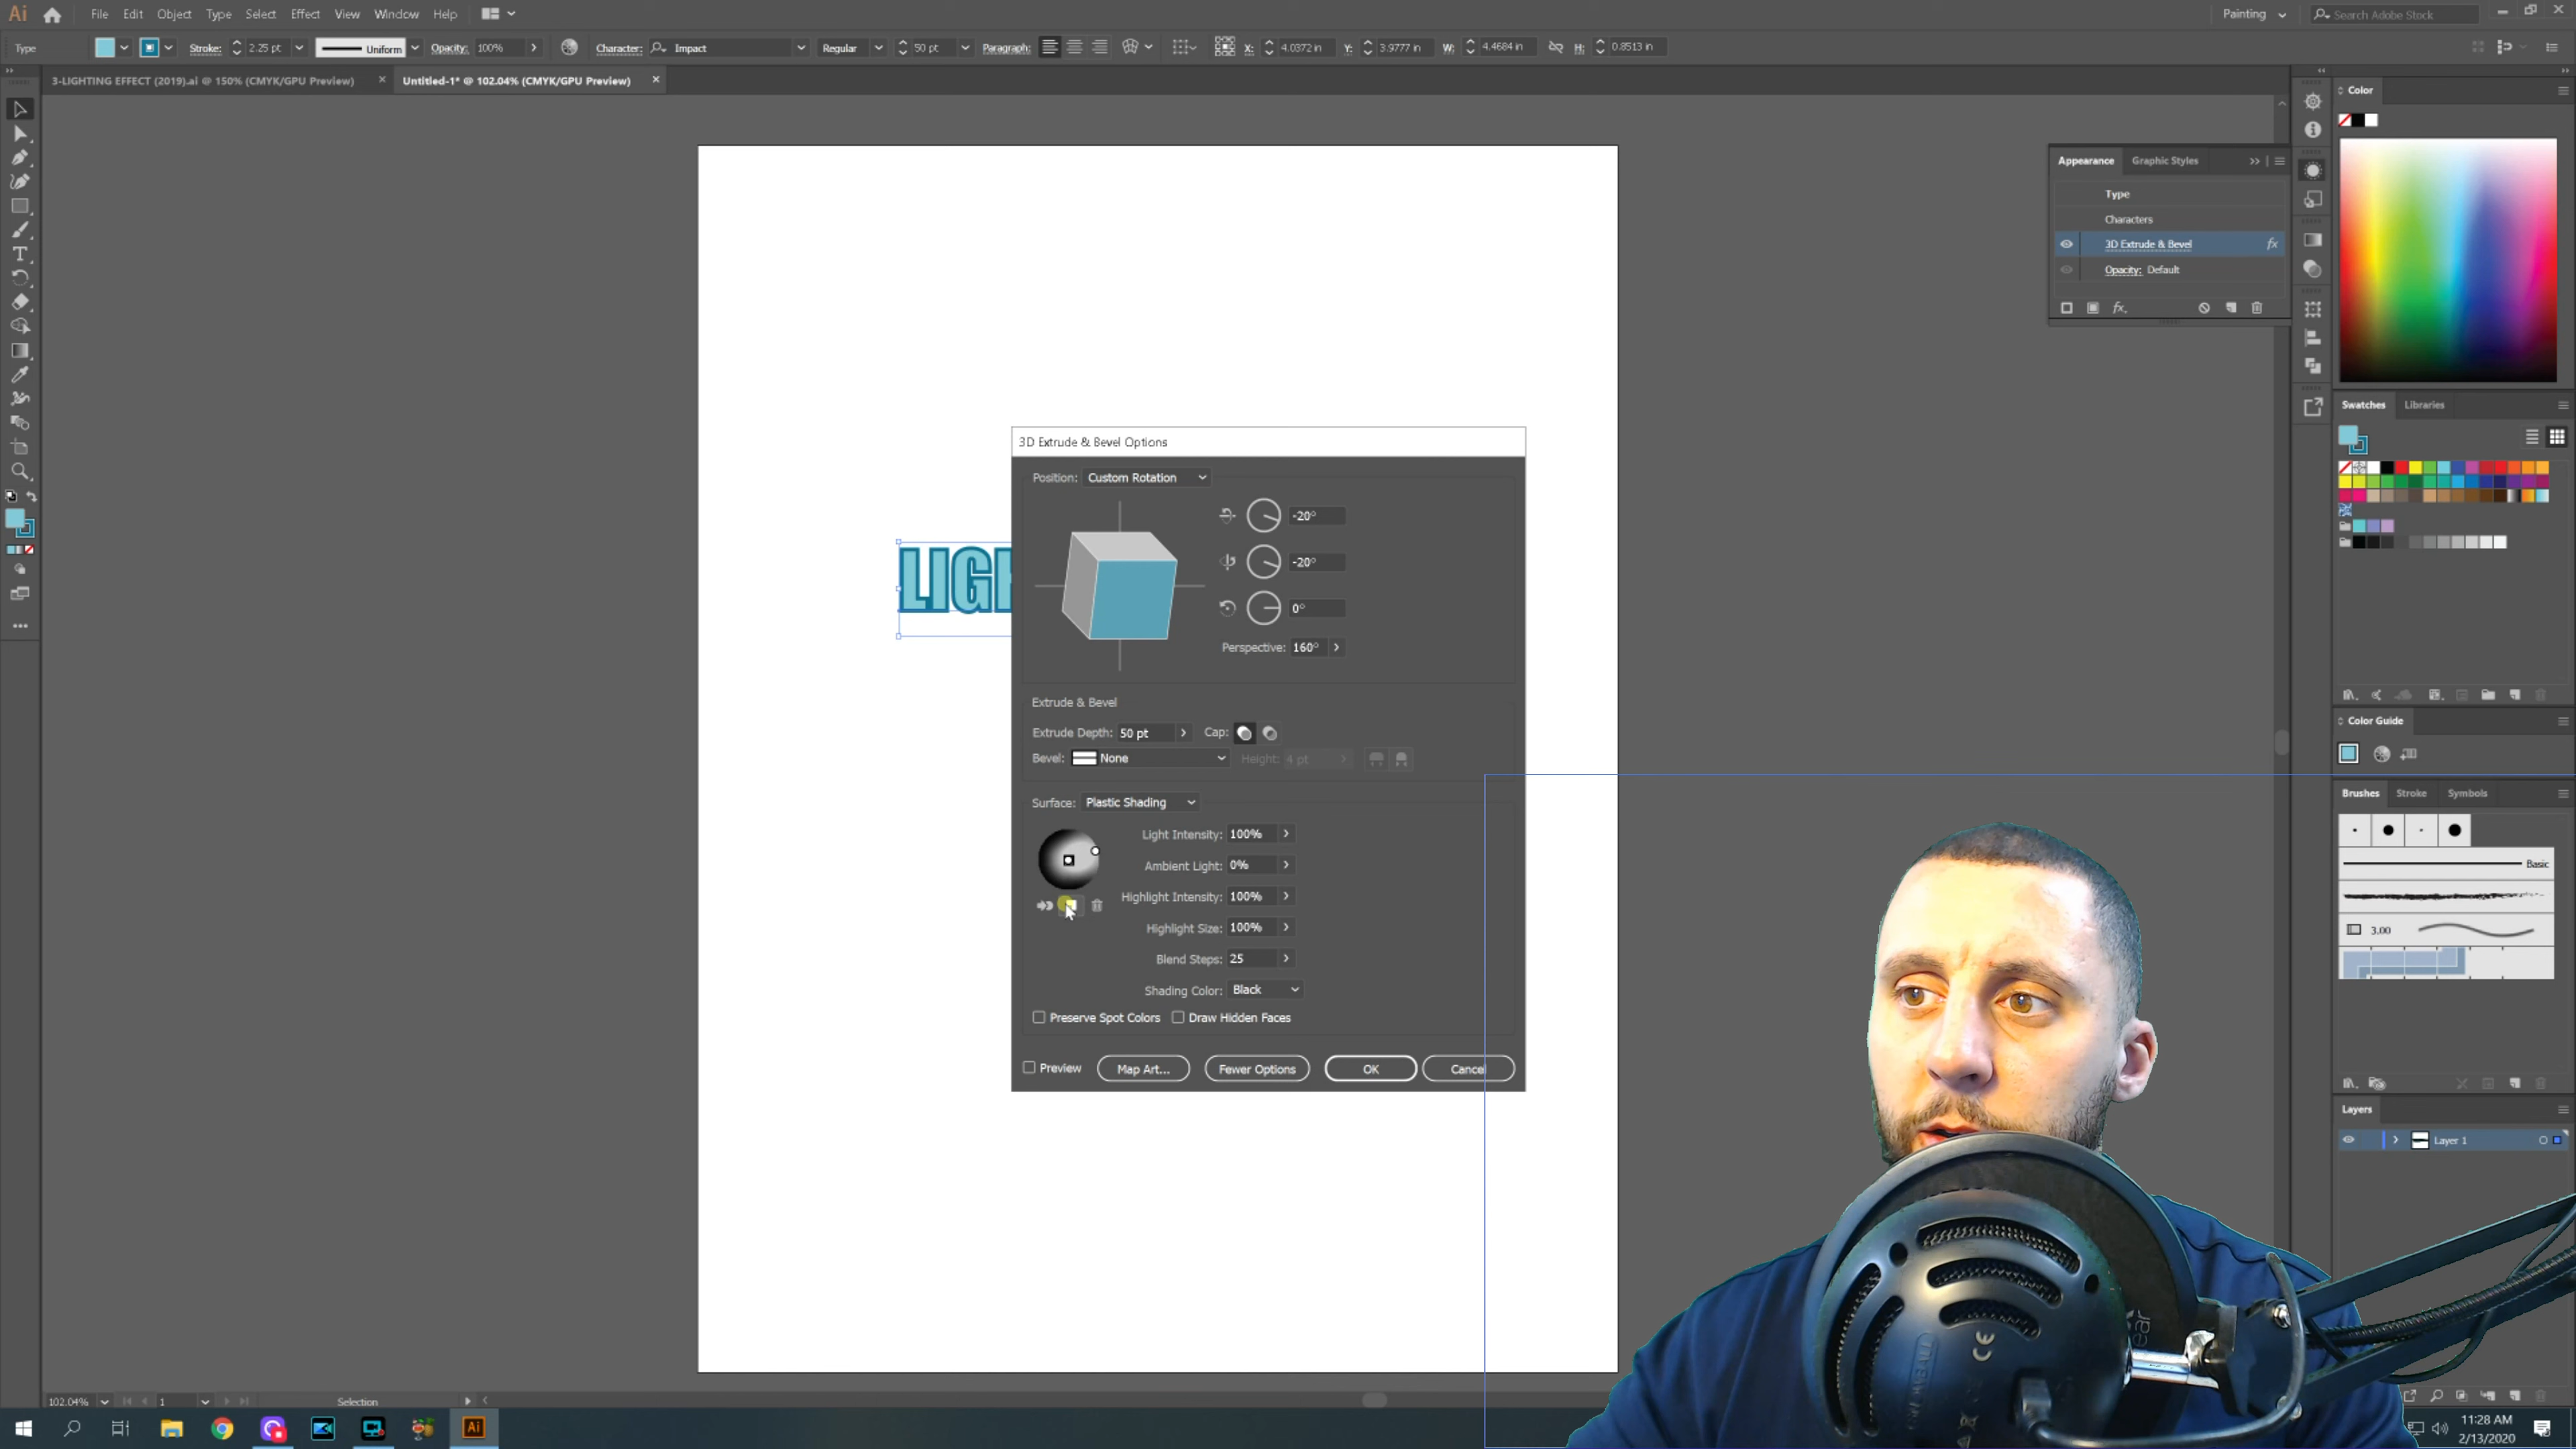 Ai File Edit Object Type Select Effect View Window Help Painting Search Adobe Stock
Type Stroke: 2.25 pt Uniform Opacity: 100% Character: Impact Regular 50 pt Paragraph: X: 4.0372 in Y: 3.9777 in W: 4.4684 in H: 0.8513 in
3-LIGHTING EFFECT (2019).ai @ 150% (CMYK/GPU Preview) Untitled-1* @ 102.04% (CMYK/GPU Preview)
Color
Appearance Graphic Styles
Type
Characters
3D Extrude & Bevel fx
Opacity: Default
fx
Swatches Libraries
3D Extrude & Bevel Options
Position: Custom Rotation
-20°
-20°
0°
Perspective: 160°
LIGH
Extrude & Bevel
Extrude Depth: 50 pt Cap:
Bevel: None Height: 4 pt
Surface: Plastic Shading
Light Intensity: 100%
Ambient Light: 0%
Highlight Intensity: 100%
Highlight Size: 100%
Blend Steps: 25
Shading Color: Black
Preserve Spot Colors Draw Hidden Faces
Preview Map Art... Fewer Options OK Cancel
Color Guide
Brushes Stroke Symbols
Basic
3.00
Layers
Layer 1
CE
102.04% 1 Selection
Ai
11:28 AM
2/13/2020